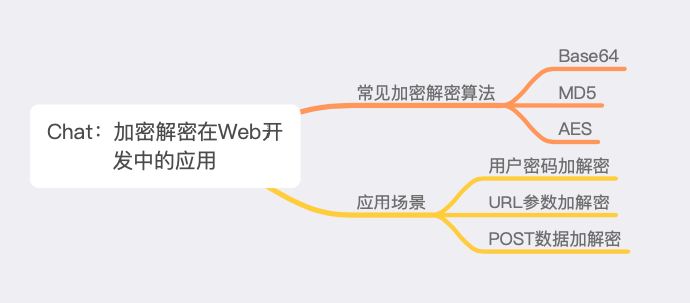 Chat：加密解密在Web开
发中的应用
常见加密解密算法
Base64
MD5
AES
应用场景
用户密码加解密
URL参数加解密
POST数据加解密